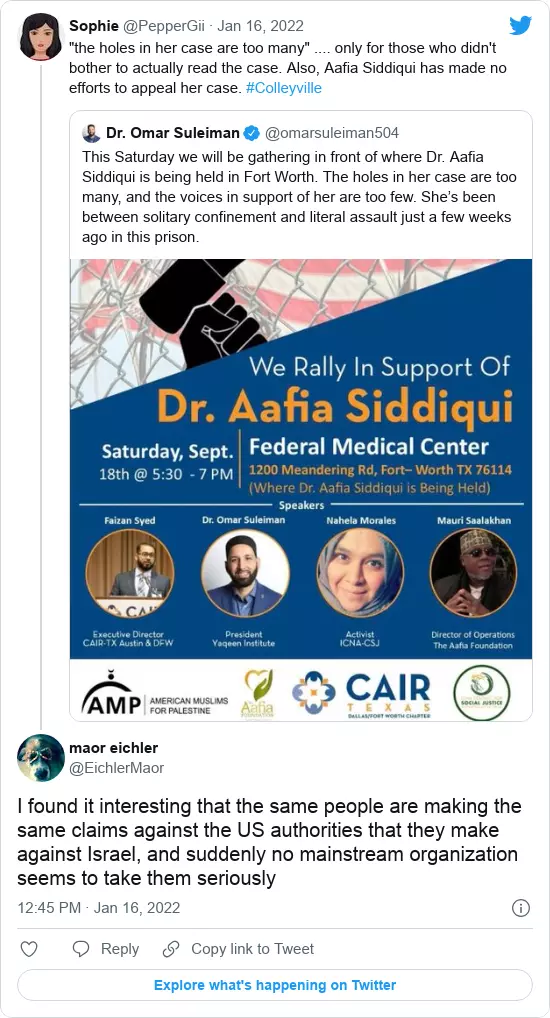 Sophie @PepperGii · Jan 16, 2022
"the holes in her case are too many" .... only for those who didn't
bother to actually read the case. Also, Aafia Siddiqui has made no
efforts to appeal her case. #Colleyville
Dr. Omar Suleiman @omarsuleiman504
This Saturday we will be gathering in front of where Dr. Aafia
Siddiqui is being held in Fort Worth. The holes in her case are too
many, and the voices in support of her are too few. She's been
between solitary confinement and literal assault just a few weeks
ago in this prison.
We Rally In Support Of
Dr. Aafia Siddiqui
Saturday, Sept.
18th @ 5:30 - 7 PM
Federal Medical Center
1200 Meandering Rd, Fort– Worth TX 76114
(Where Dr. Aafia Siddiqui is Being Held)
Speakers
Faizan Syed
Dr. Omar Suleiman
Nahela Morales
Mauri Saalakhan
CAI
Executive Director
CAIR-TX Austin & DFW
President
Yaqeen Institute
Activist
ICNA-CSJ
Director of Operations
The Aafia Foundation
AMP
AMERICAN MUSLIMS
FOR PALESTINE
Aafia
FOUNDATION
CAIR
TEXAS
DALLAS/FORT WORTH CHAPTER
SOCIAL JUSTICE
maor eichler
@EichlerMaor
I found it interesting that the same people are making the
same claims against the US authorities that they make
against Israel, and suddenly no mainstream organization
seems to take them seriously
12:45 PM · Jan 16, 2022
Reply
Copy link to Tweet
Explore what's happening on Twitter